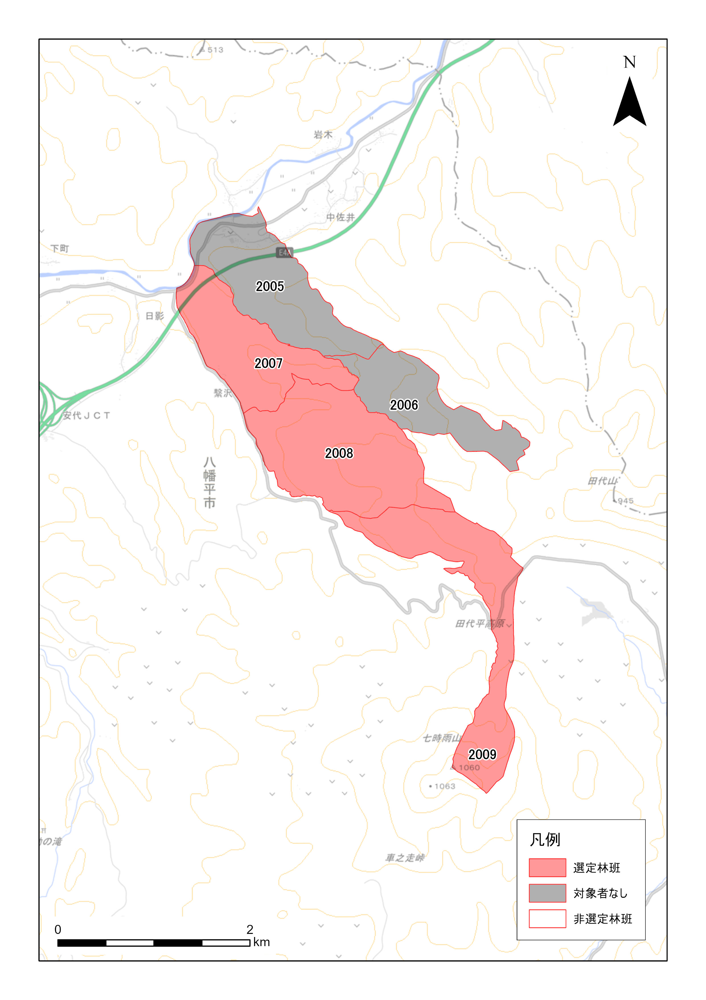 513
N
岩木
中佐井
下町
E4A
2005
日影
2007
繋沢
2006
安代JCT
2008
八幡平市
田代山
945
田代平高原
七時雨山
2009
1060
1063
の滝
車之走峠
凡例
選定林班
対象者なし
非選定林班
0 2
km